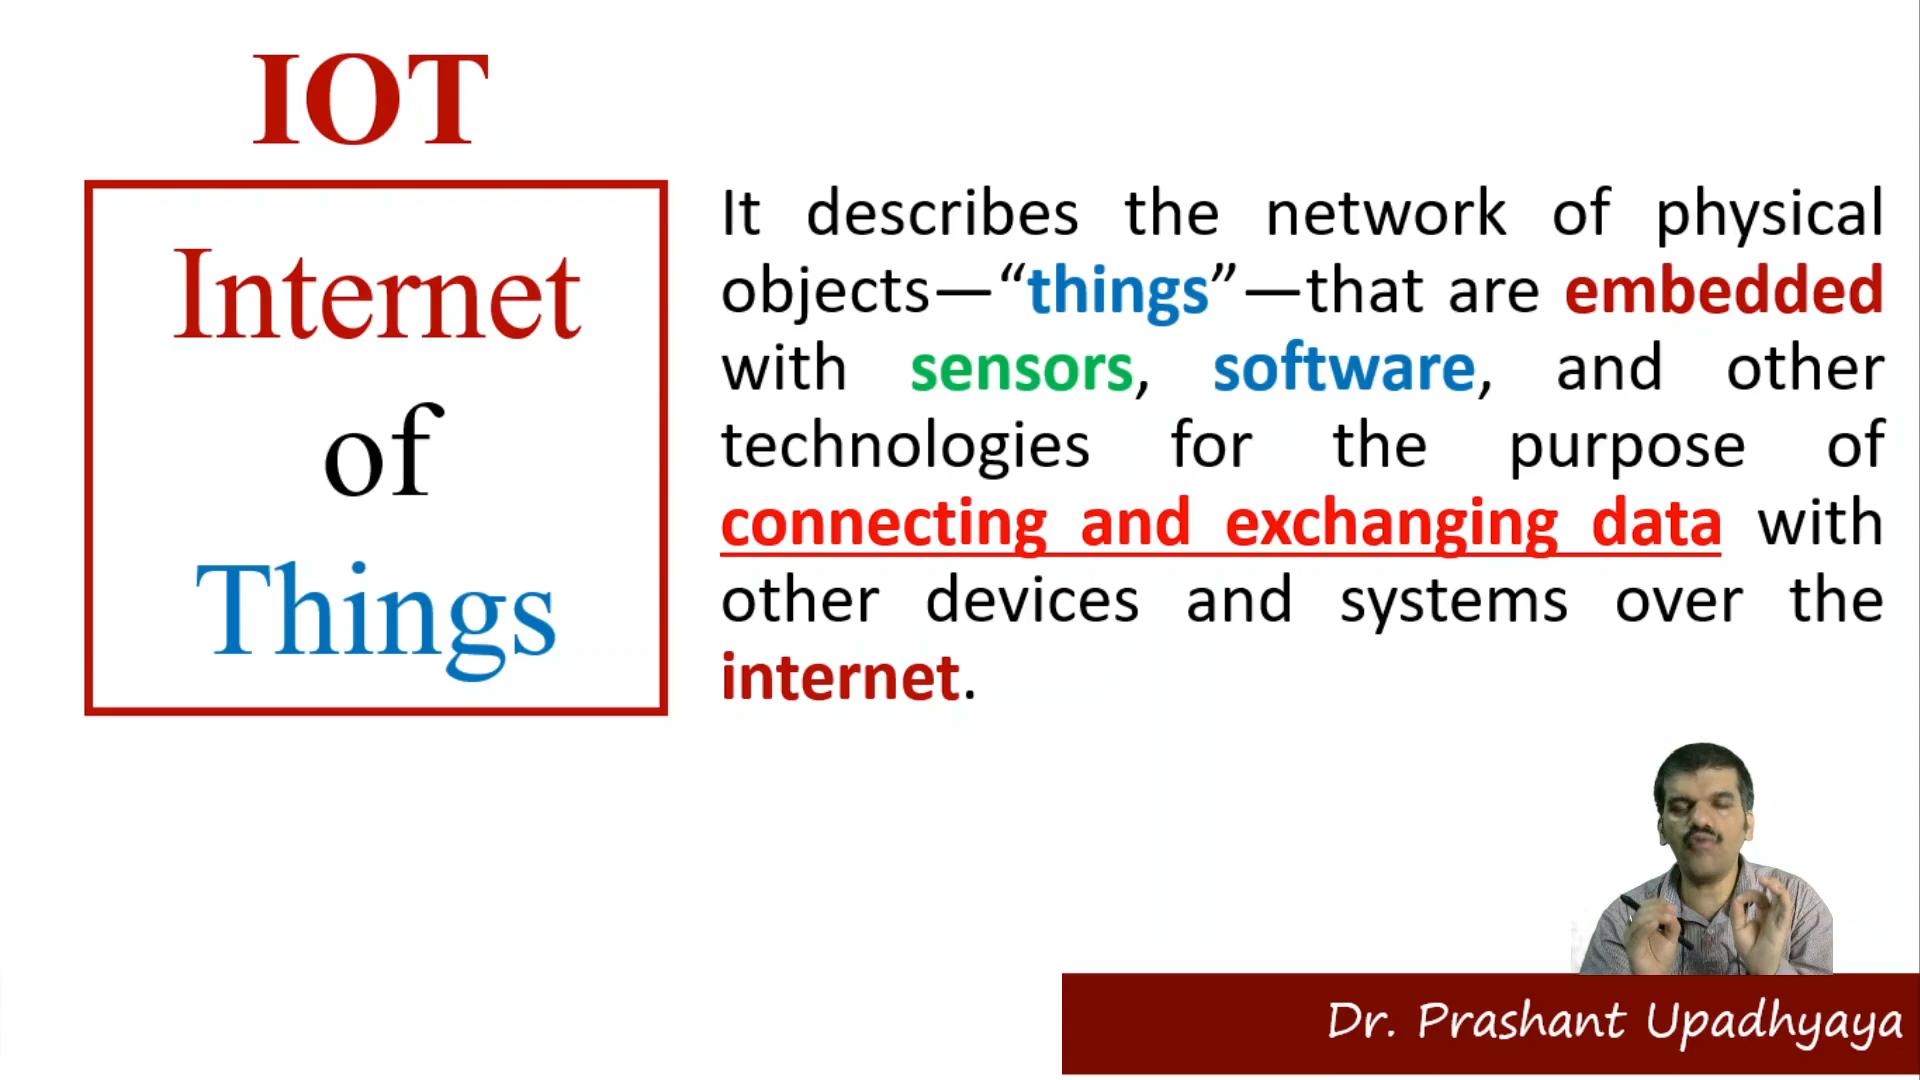 IOT
Internet
of
Things
It describes the network of physical
objects—“things”—that are embedded
with sensors, software, and other
technologies for the purpose of
connecting and exchanging data with
other devices and systems over the
internet.
Dr. Prashant Upadhyaya